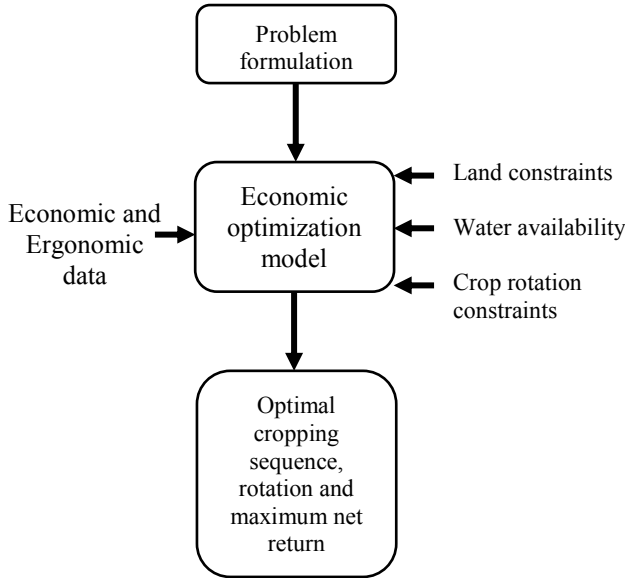 Problem
formulation
Economic
optimization
model
Economic and
Ergonomic
data
Land constraints
Water availability
Crop rotation
constraints
Optimal
cropping
sequence,
rotation and
maximum net
return